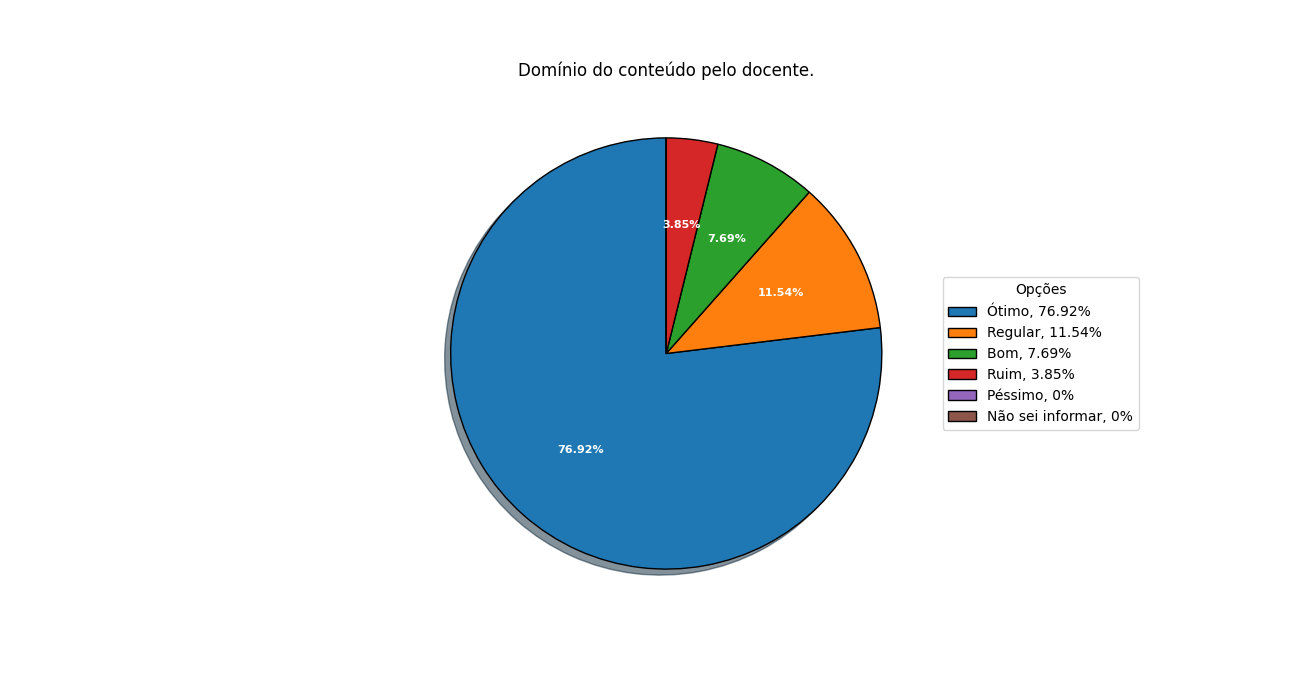 Domínio do conteúdo pelo docente.
3.85%
7.69%
11.54%
76.92%
Opções
Ótimo, 76.92%
Regular, 11.54%
Bom, 7.69%
Ruim, 3.85%
Péssimo, 0%
Não sei informar, 0%